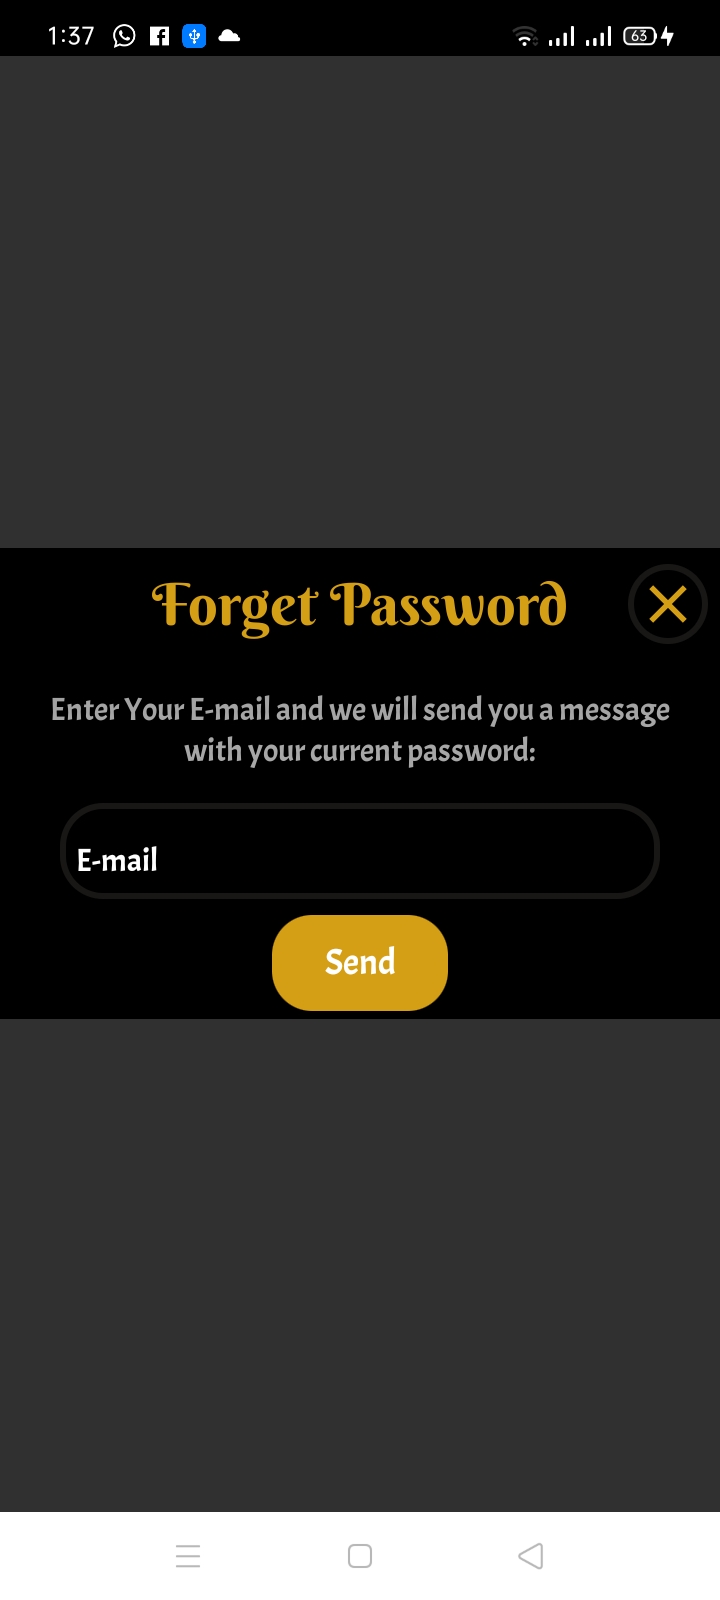 1:37
63
Forget Password
Enter Your E-mail and we will send you a message
with your current password:
E-mail
Send